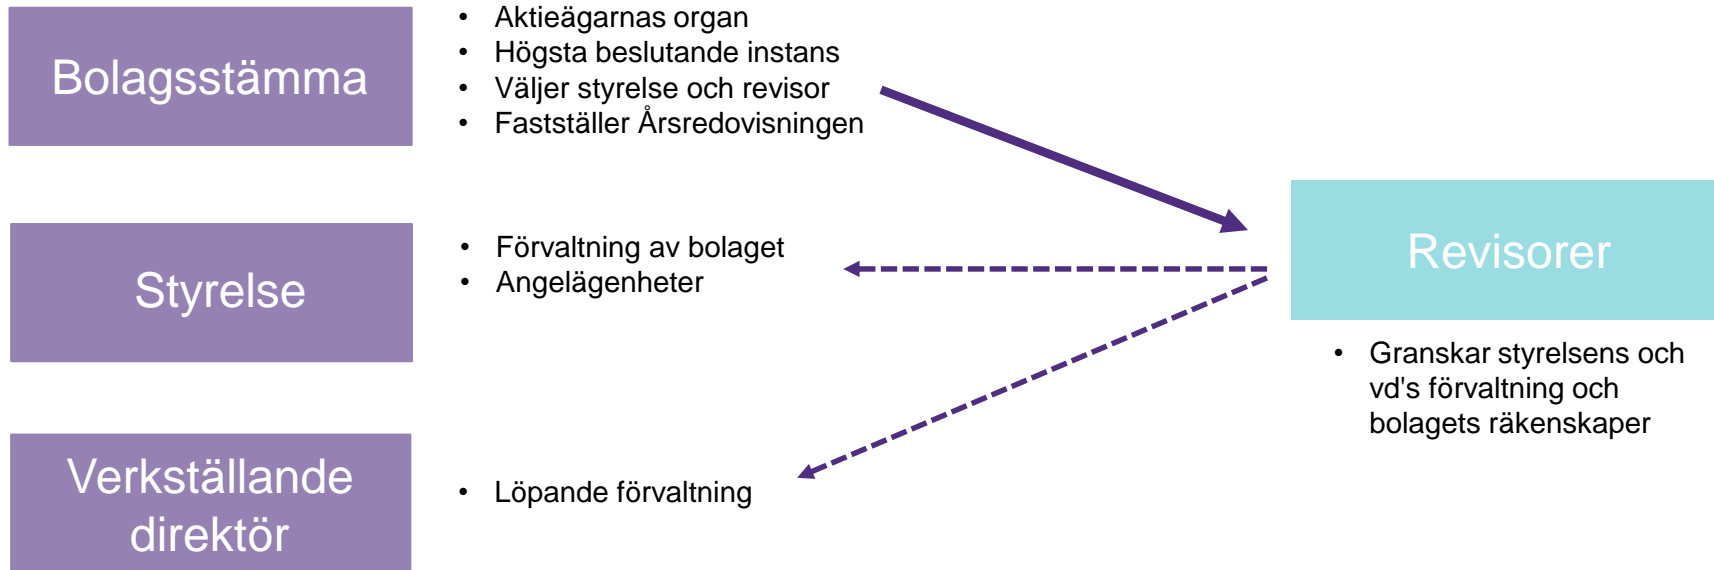 Bolagsstämma
• Aktieägarnas organ
• Högsta beslutande instans
• Väljer styrelse och revisor
• Fastställer Årsredovisningen
Styrelse
• Förvaltning av bolaget
• Angelägenheter
Verkställande
direktör
• Löpande förvaltning
Revisorer
• Granskar styrelsens och
vd's förvaltning och
bolagets räkenskaper